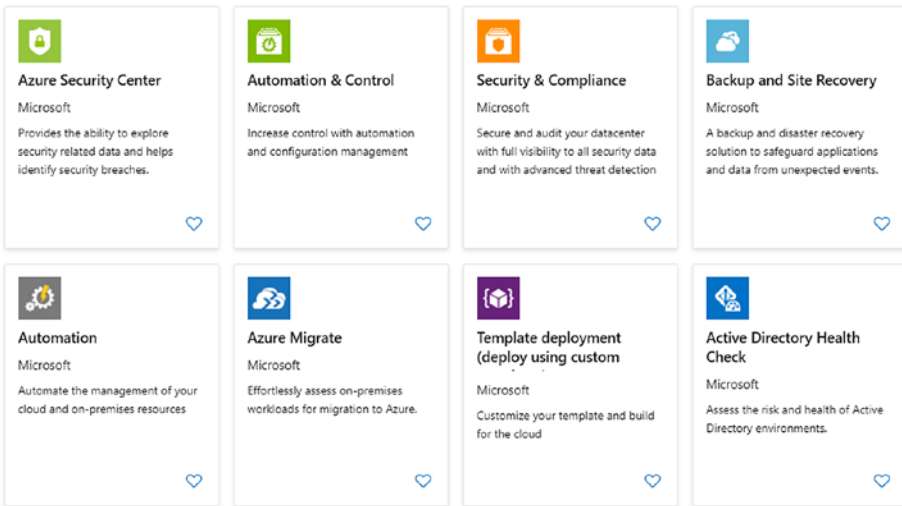 Azure Security Center
Microsoft
Provides the ability to explore
security related data and helps
identify security breaches.
Automation & Control
Microsoft
Increase control with automation
and configuration management
Security & Compliance
Microsoft
Secure and audit your datacenter
with full visibility to all security data
and with advanced threat detection
Backup and Site Recovery
Microsoft
A backup and disaster recovery
solution to safeguard applications
and data from unexpected events.
Automation
Microsoft
Automate the management of your
cloud and on-premises resources
Azure Migrate
Microsoft
Effortlessly assess on-premises
workloads for migration to Azure.
Template deployment
(deploy using custom
Microsoft
Customize your template and build
for the cloud
Active Directory Health
Check
Microsoft
Assess the risk and health of Active
Directory environments.